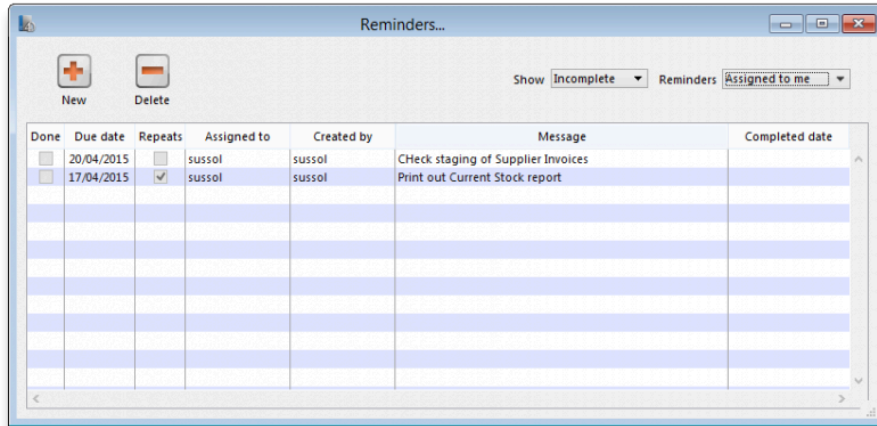 Reminders...
New Delete Show Incomplete Reminders Assigned to me
Done Due date Repeats Assigned to Created by Message Completed date
20/04/2015 sussol sussol CHeck staging of Supplier Invoices
17/04/2015 sussol sussol Print out Current Stock report